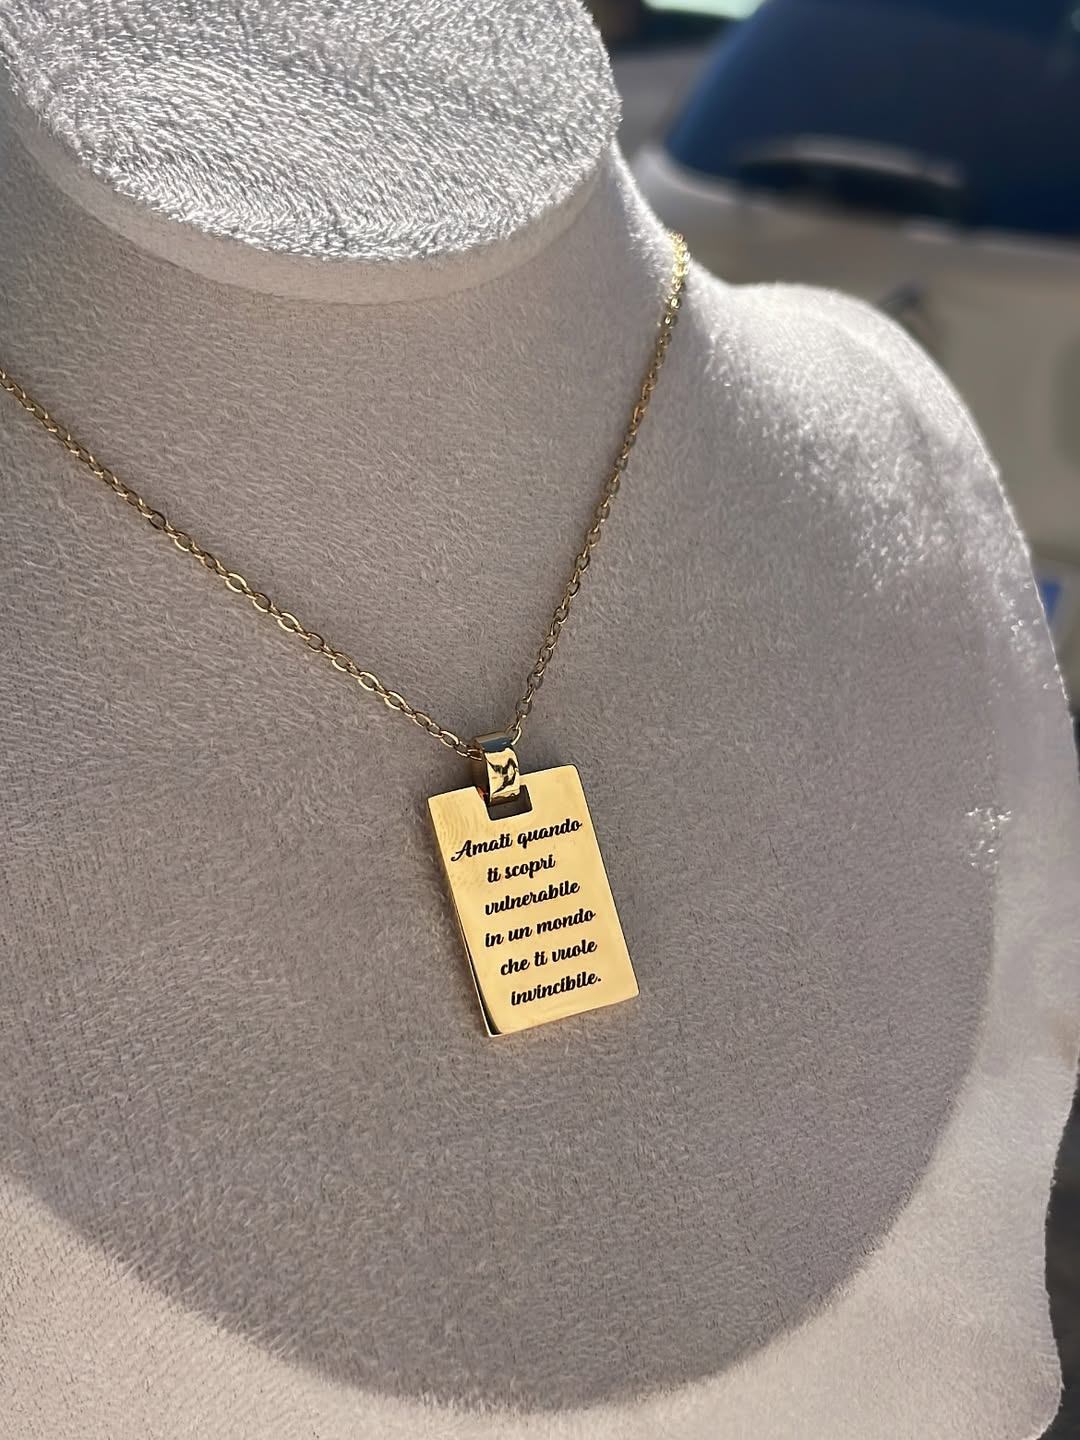 Amati quando
ti scopri
vulnerabile
in un mondo
che ti vuole
invincibile.